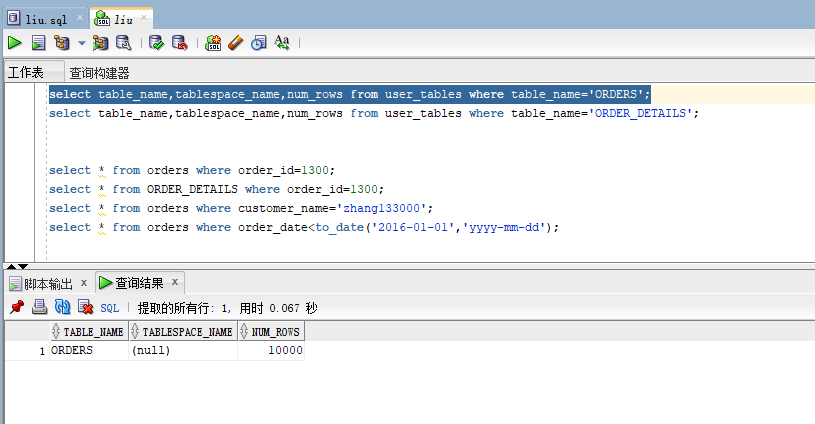 liu.sql
liu
工作表
查询构建器
select table_name,tablespace_name,num_rows from user_tables where table_name='ORDERS';
select table_name,tablespace_name,num_rows from user_tables where table_name='ORDER_DETAILS';
select * from orders where order_id=1300;
select * from ORDER_DETAILS where order_id=1300;
select * from orders where customer_name='zhang133000';
select * from orders where order_date<to_date('2016-01-01','yyyy-mm-dd');
脚本输出 x 查询结果 x
SQL | 提取的所有行: 1, 用时 0.067 秒
TABLE_NAME TABLESPACE_NAME NUM_ROWS
1 ORDERS (null) 10000